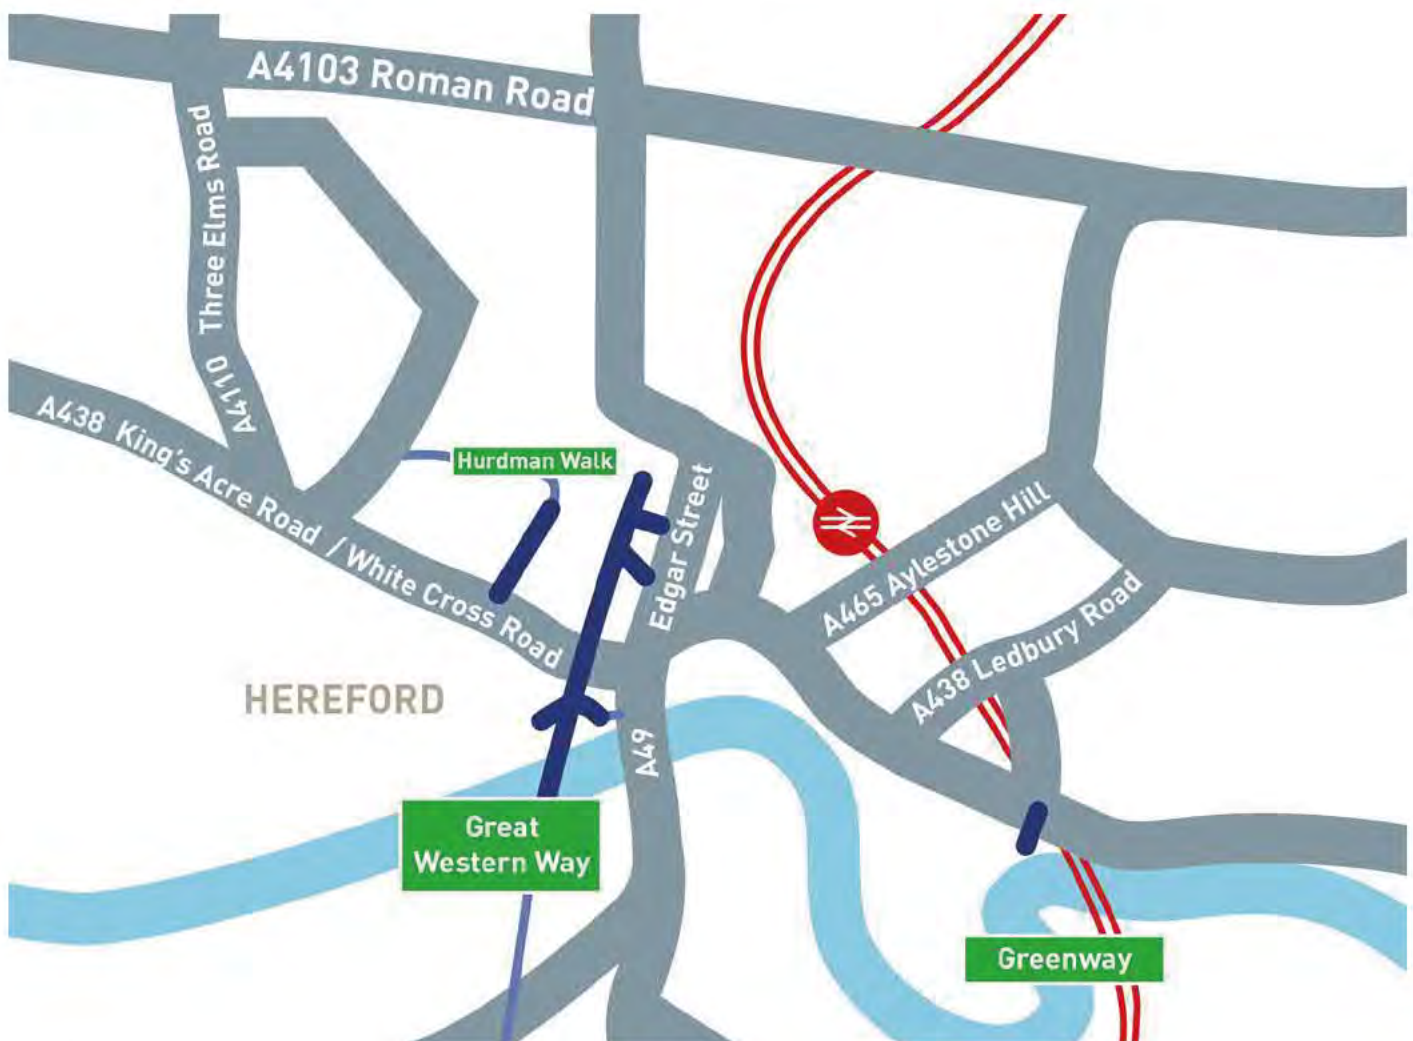 A4103 Roman Road
A4110 Three Elms Road
A438 King's Acre Road / White Cross Road
Hurdman Walk
Edgar Street
A465 Aylestone Hill
A438 Ledbury Road
HEREFORD
A49
Great
Western Way
Greenway